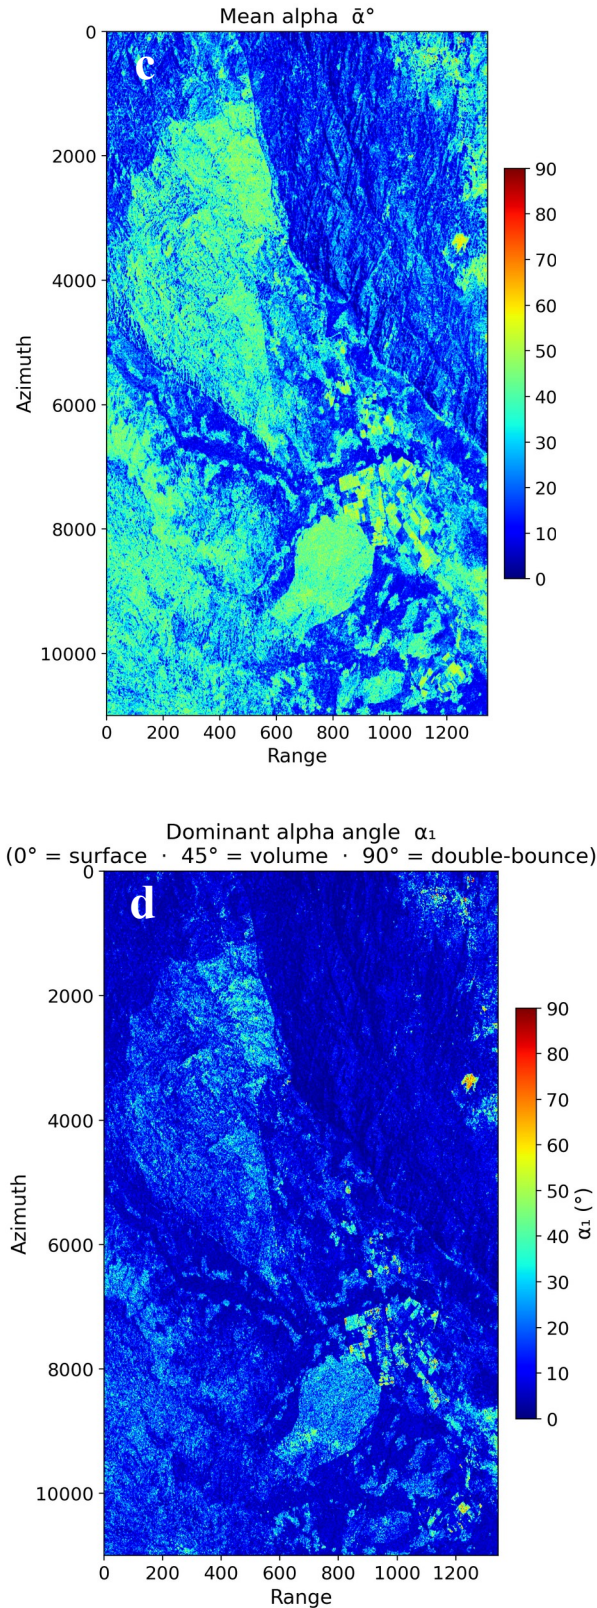 Mean alpha ᾱ°
c
0
2000
4000
6000
8000
10000
Azimuth
0 200 400 600 800 1000 1200
Range
90
80
70
60
50
40
30
20
10
0
Dominant alpha angle α₁
(0° = surface · 45° = volume · 90° = double-bounce)
d
0
2000
4000
6000
8000
10000
Azimuth
0 200 400 600 800 1000 1200
Range
90
80
70
60
50
40
30
20
10
0
α₁ (°)